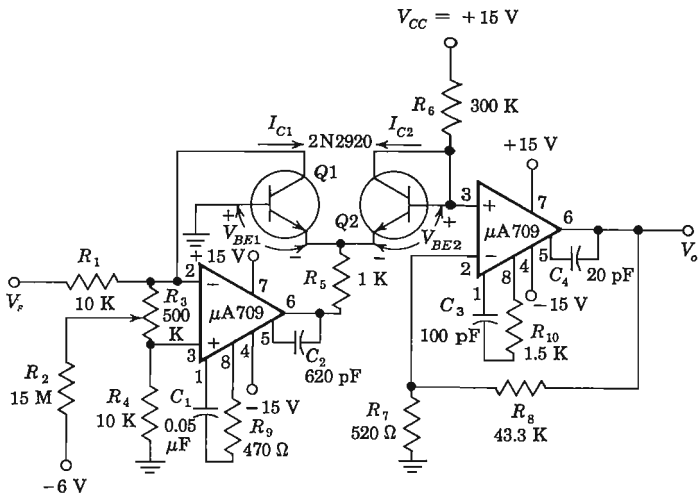 V_CC = +15 V
R_6
300 K
I_C1
2N2920
I_C2
Q1
+15 V
+
V_BE1
−
Q2
V_BE2
+
−
3
+
7
μA709
6
−
2
V_o
1
8
5
4
C_4
20 pF
−15 V
C_3
100 pF
R_10
1.5 K
R_1
10 K
V_s
+15 V
2
−
7
R_5
1 K
R_3
500
K
μA709
6
3
+
1
8
5
4
C_2
620 pF
R_2
15 M
R_4
10 K
C_1
0.05
μF
−15 V
R_9
470 Ω
−6 V
R_7
520 Ω
R_8
43.3 K